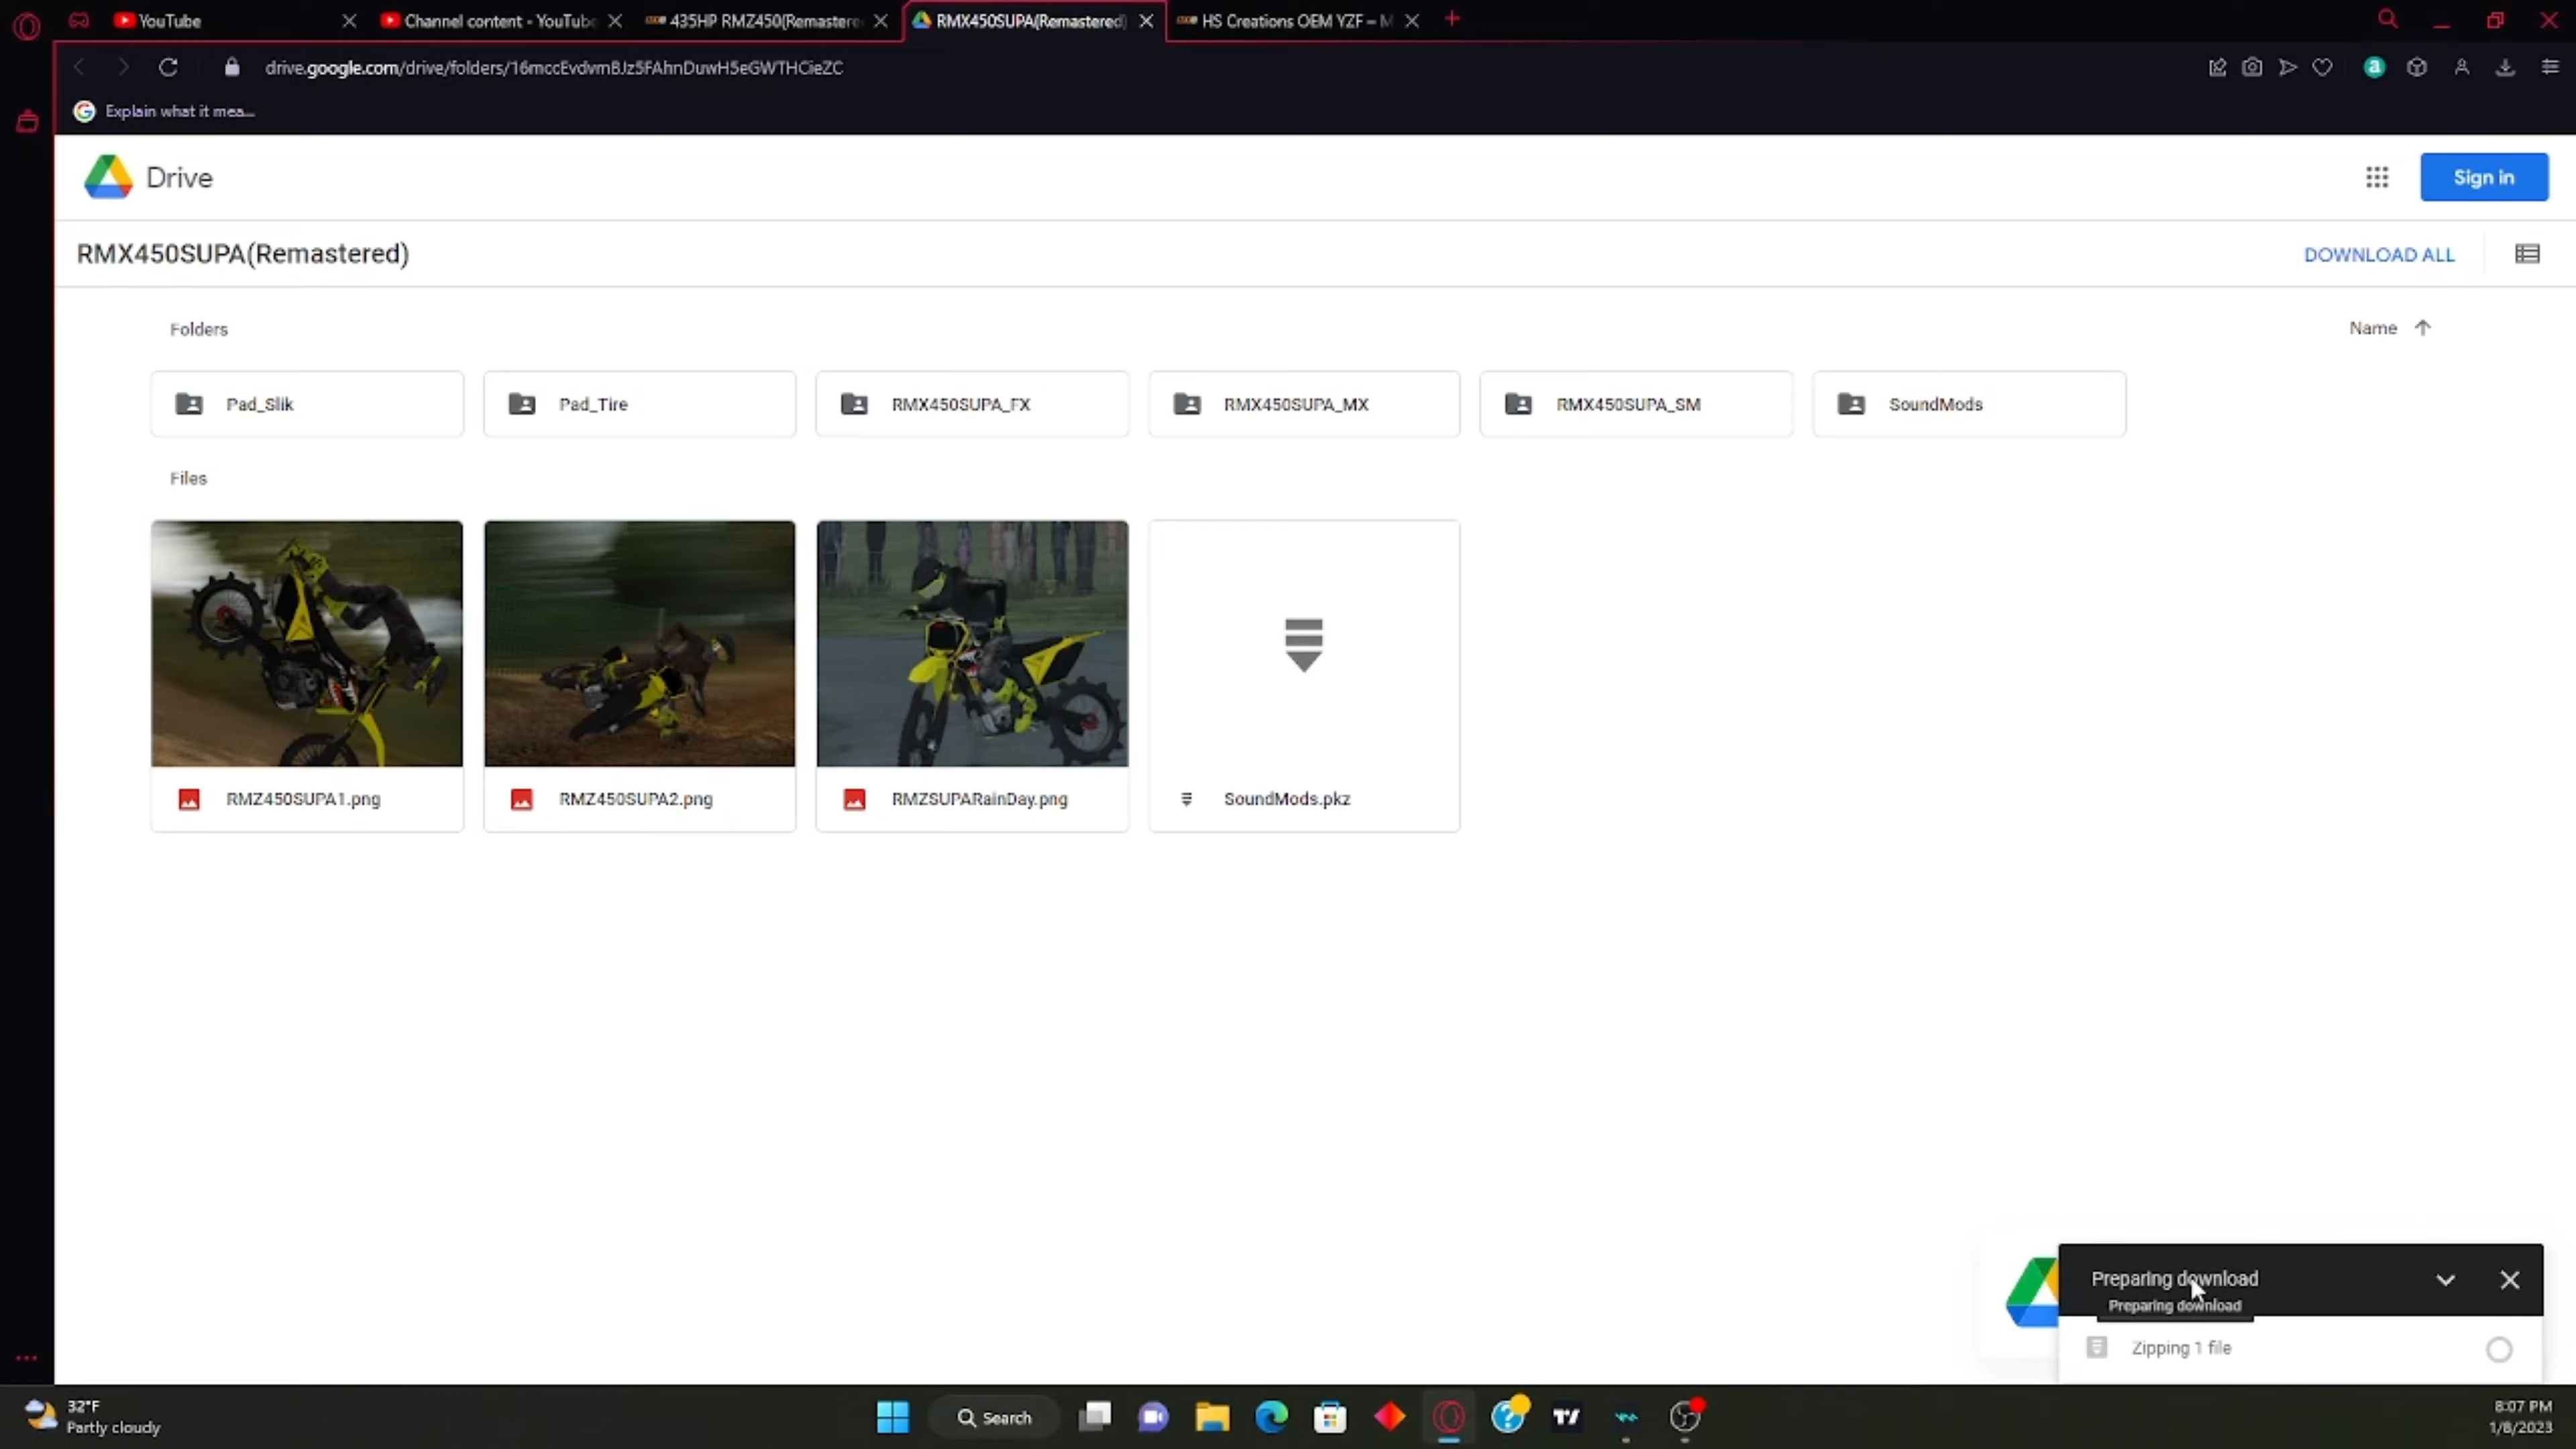 YouTube
Channel content - YouTube
435HP RMZ450(Remastere
RMX450SUPA(Remastered)
HS Creations OEM YZF – M
drive.google.com/drive/folders/16mccEvdvmBJz5FAhnDuwH5eGWTHCieZC
Explain what it mea...
Drive
Sign in
RMX450SUPA(Remastered)
DOWNLOAD ALL
Folders
Name
Pad_Slik
Pad_Tire
RMX450SUPA_FX
RMX450SUPA_MX
RMX450SUPA_SM
SoundMods
Files
RMZ450SUPA1.png
RMZ450SUPA2.png
RMZSUPARainDay.png
SoundMods.pkz
Preparing download
Preparing download
Zipping 1 file
32°F
Partly cloudy
Search
8:07 PM
1/8/2023